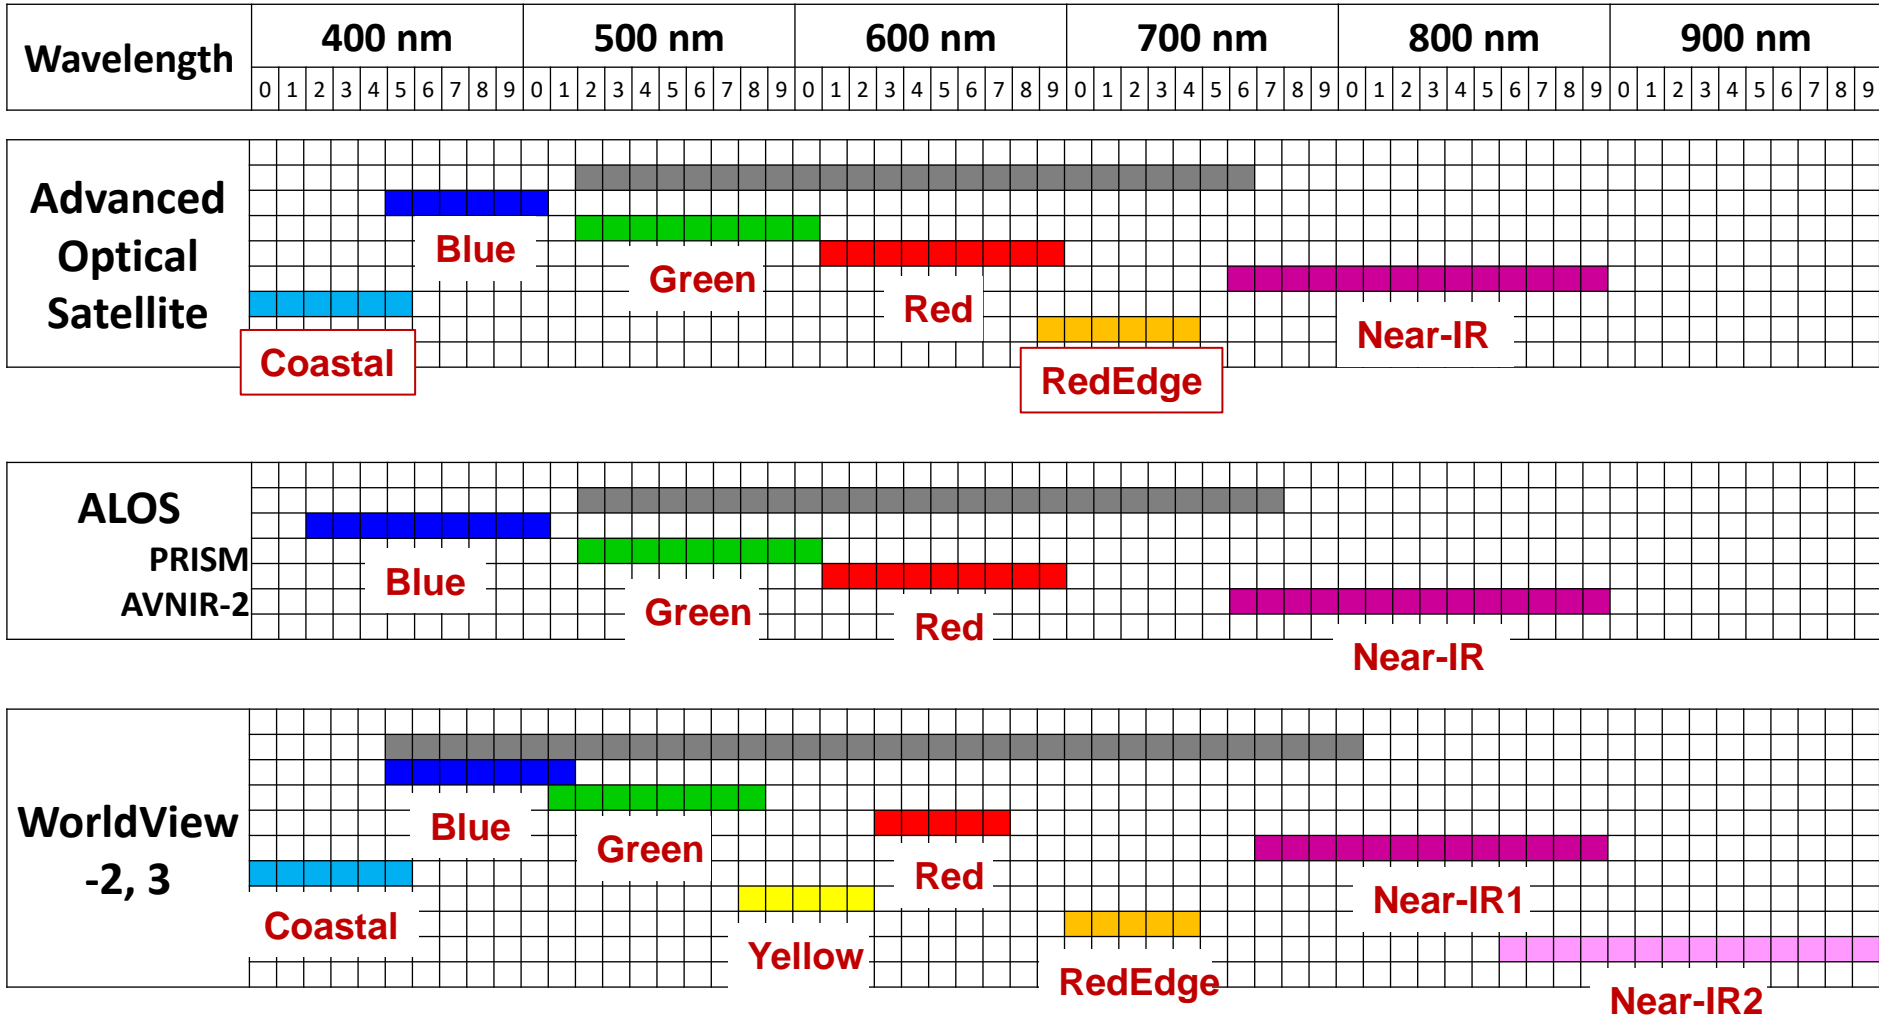 Wavelength
400 nm 500 nm 600 nm 700 nm 800 nm 900 nm
0 1 2 3 4 5 6 7 8 9 0 1 2 3 4 5 6 7 8 9 0 1 2 3 4 5 6 7 8 9 0 1 2 3 4 5 6 7 8 9 0 1 2 3 4 5 6 7 8 9 0 1 2 3 4 5 6 7 8 9
Advanced
Optical
Satellite
Blue
Green
Red
Near-IR
Coastal
RedEdge
ALOS
PRISM
AVNIR-2
Blue
Green
Red
Near-IR
WorldView
-2, 3
Blue
Green
Red
Near-IR1
Coastal
Yellow
RedEdge
Near-IR2